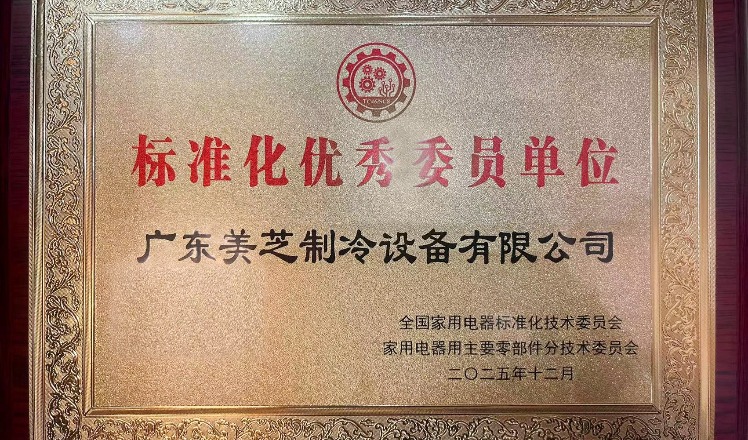 标准化优秀委员单位
广东美芝制冷设备有限公司
全国家用电器标准化技术委员会
家用电器用主要零部件分技术委员会
二〇二五年十二月